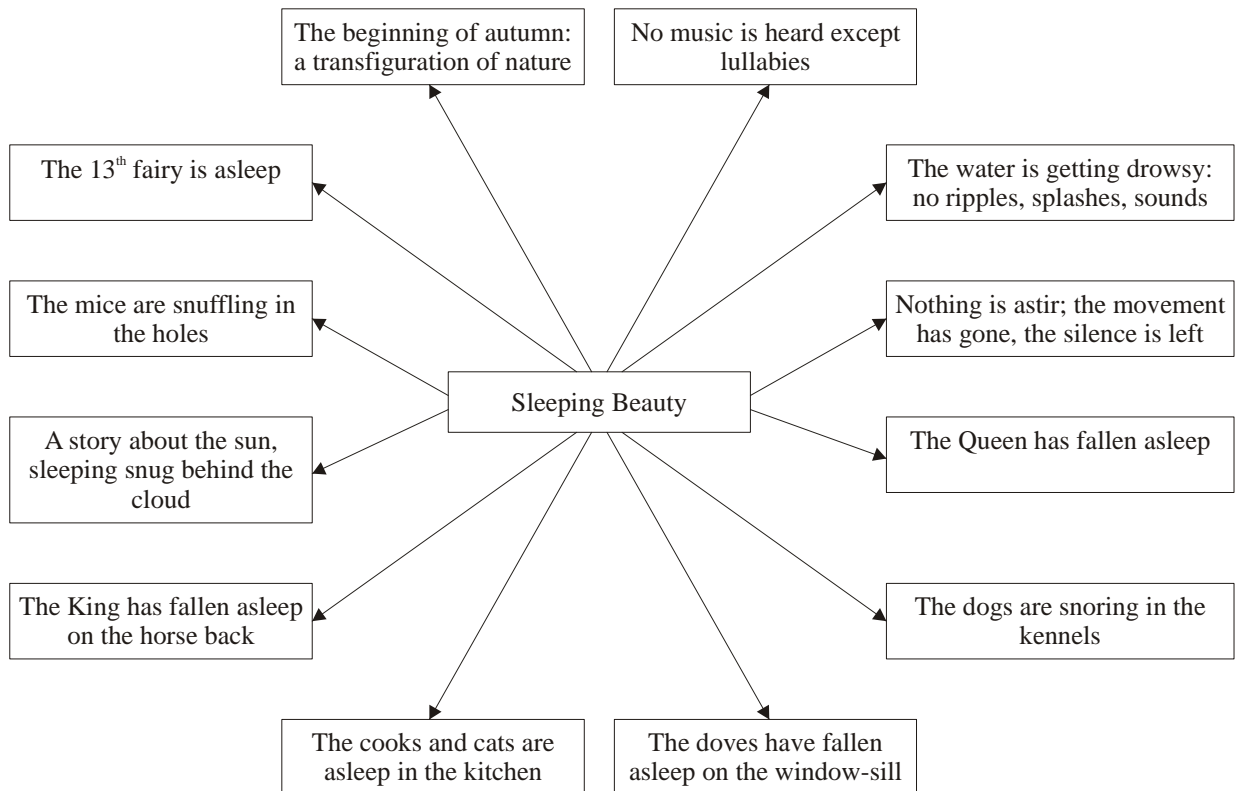 The beginning of autumn:
a transfiguration of nature
No music is heard except
lullabies
The 13th fairy is asleep
The water is getting drowsy:
no ripples, splashes, sounds
The mice are snuffling in
the holes
Nothing is astir; the movement
has gone, the silence is left
Sleeping Beauty
A story about the sun,
sleeping snug behind the
cloud
The Queen has fallen asleep
The King has fallen asleep
on the horse back
The dogs are snoring in the
kennels
The cooks and cats are
asleep in the kitchen
The doves have fallen
asleep on the window-sill